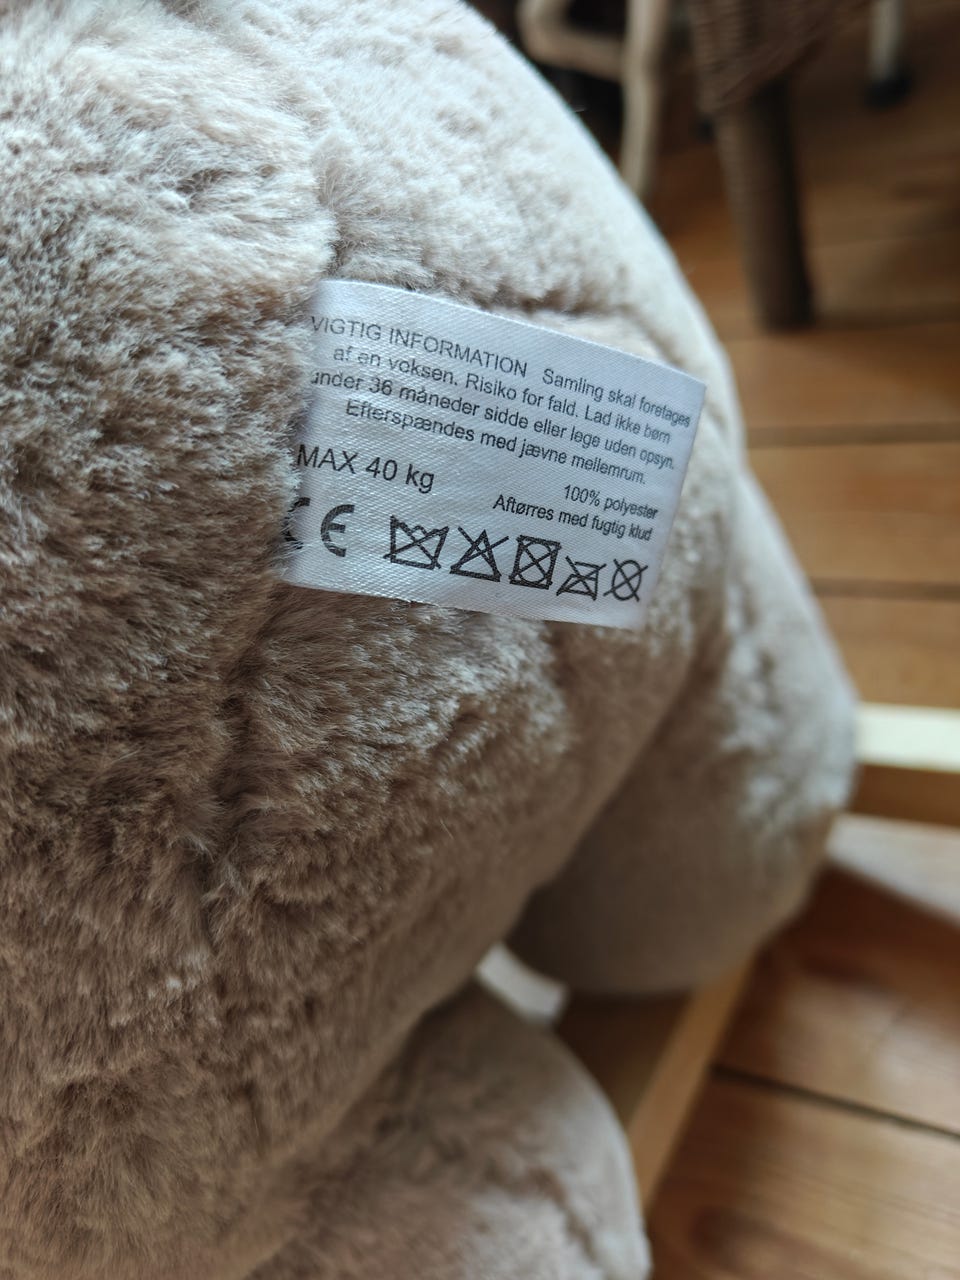 VIGTIG INFORMATION Samling skal foretages
af en voksen. Risiko for fald. Lad ikke børn
under 36 måneder sidde eller lege uden opsyn.
Efterspændes med jævne mellemrum.
MAX 40 kg
100% polyester
Aftørres med fugtig klud
CE